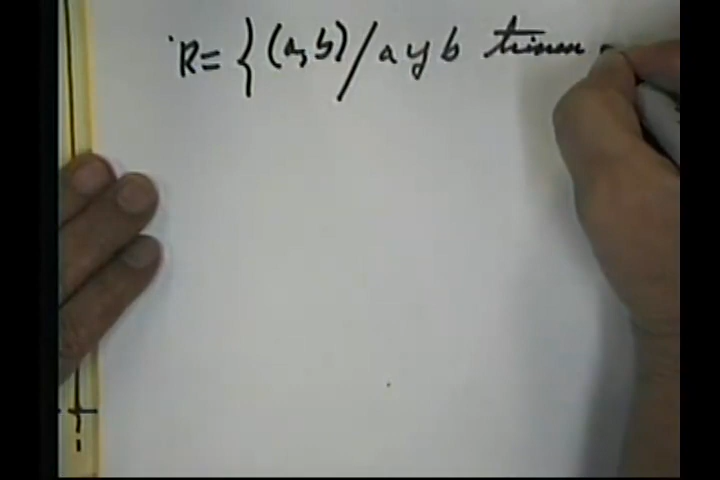 R = { (a, b) / a y b tienen